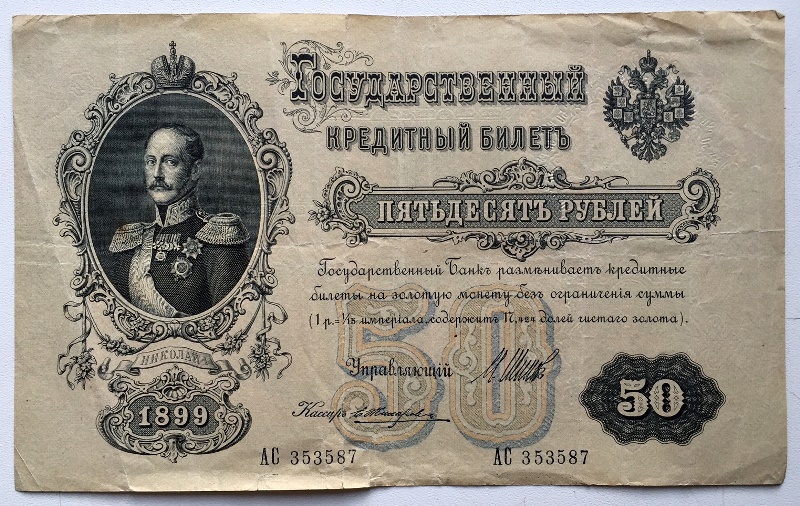 Государственный
кредитный билетъ
пятьдесятъ рублей
Государственный Банкъ размѣниваетъ кредитные
билеты на золотую монету безъ ограниченія суммы
(1 р.=1/15 имперіала, содержитъ 17,424 долей чистаго золота).
50
Управляющій
Кассиръ
НИКОЛАЙ I
1899
50
АС 353587
АС 353587